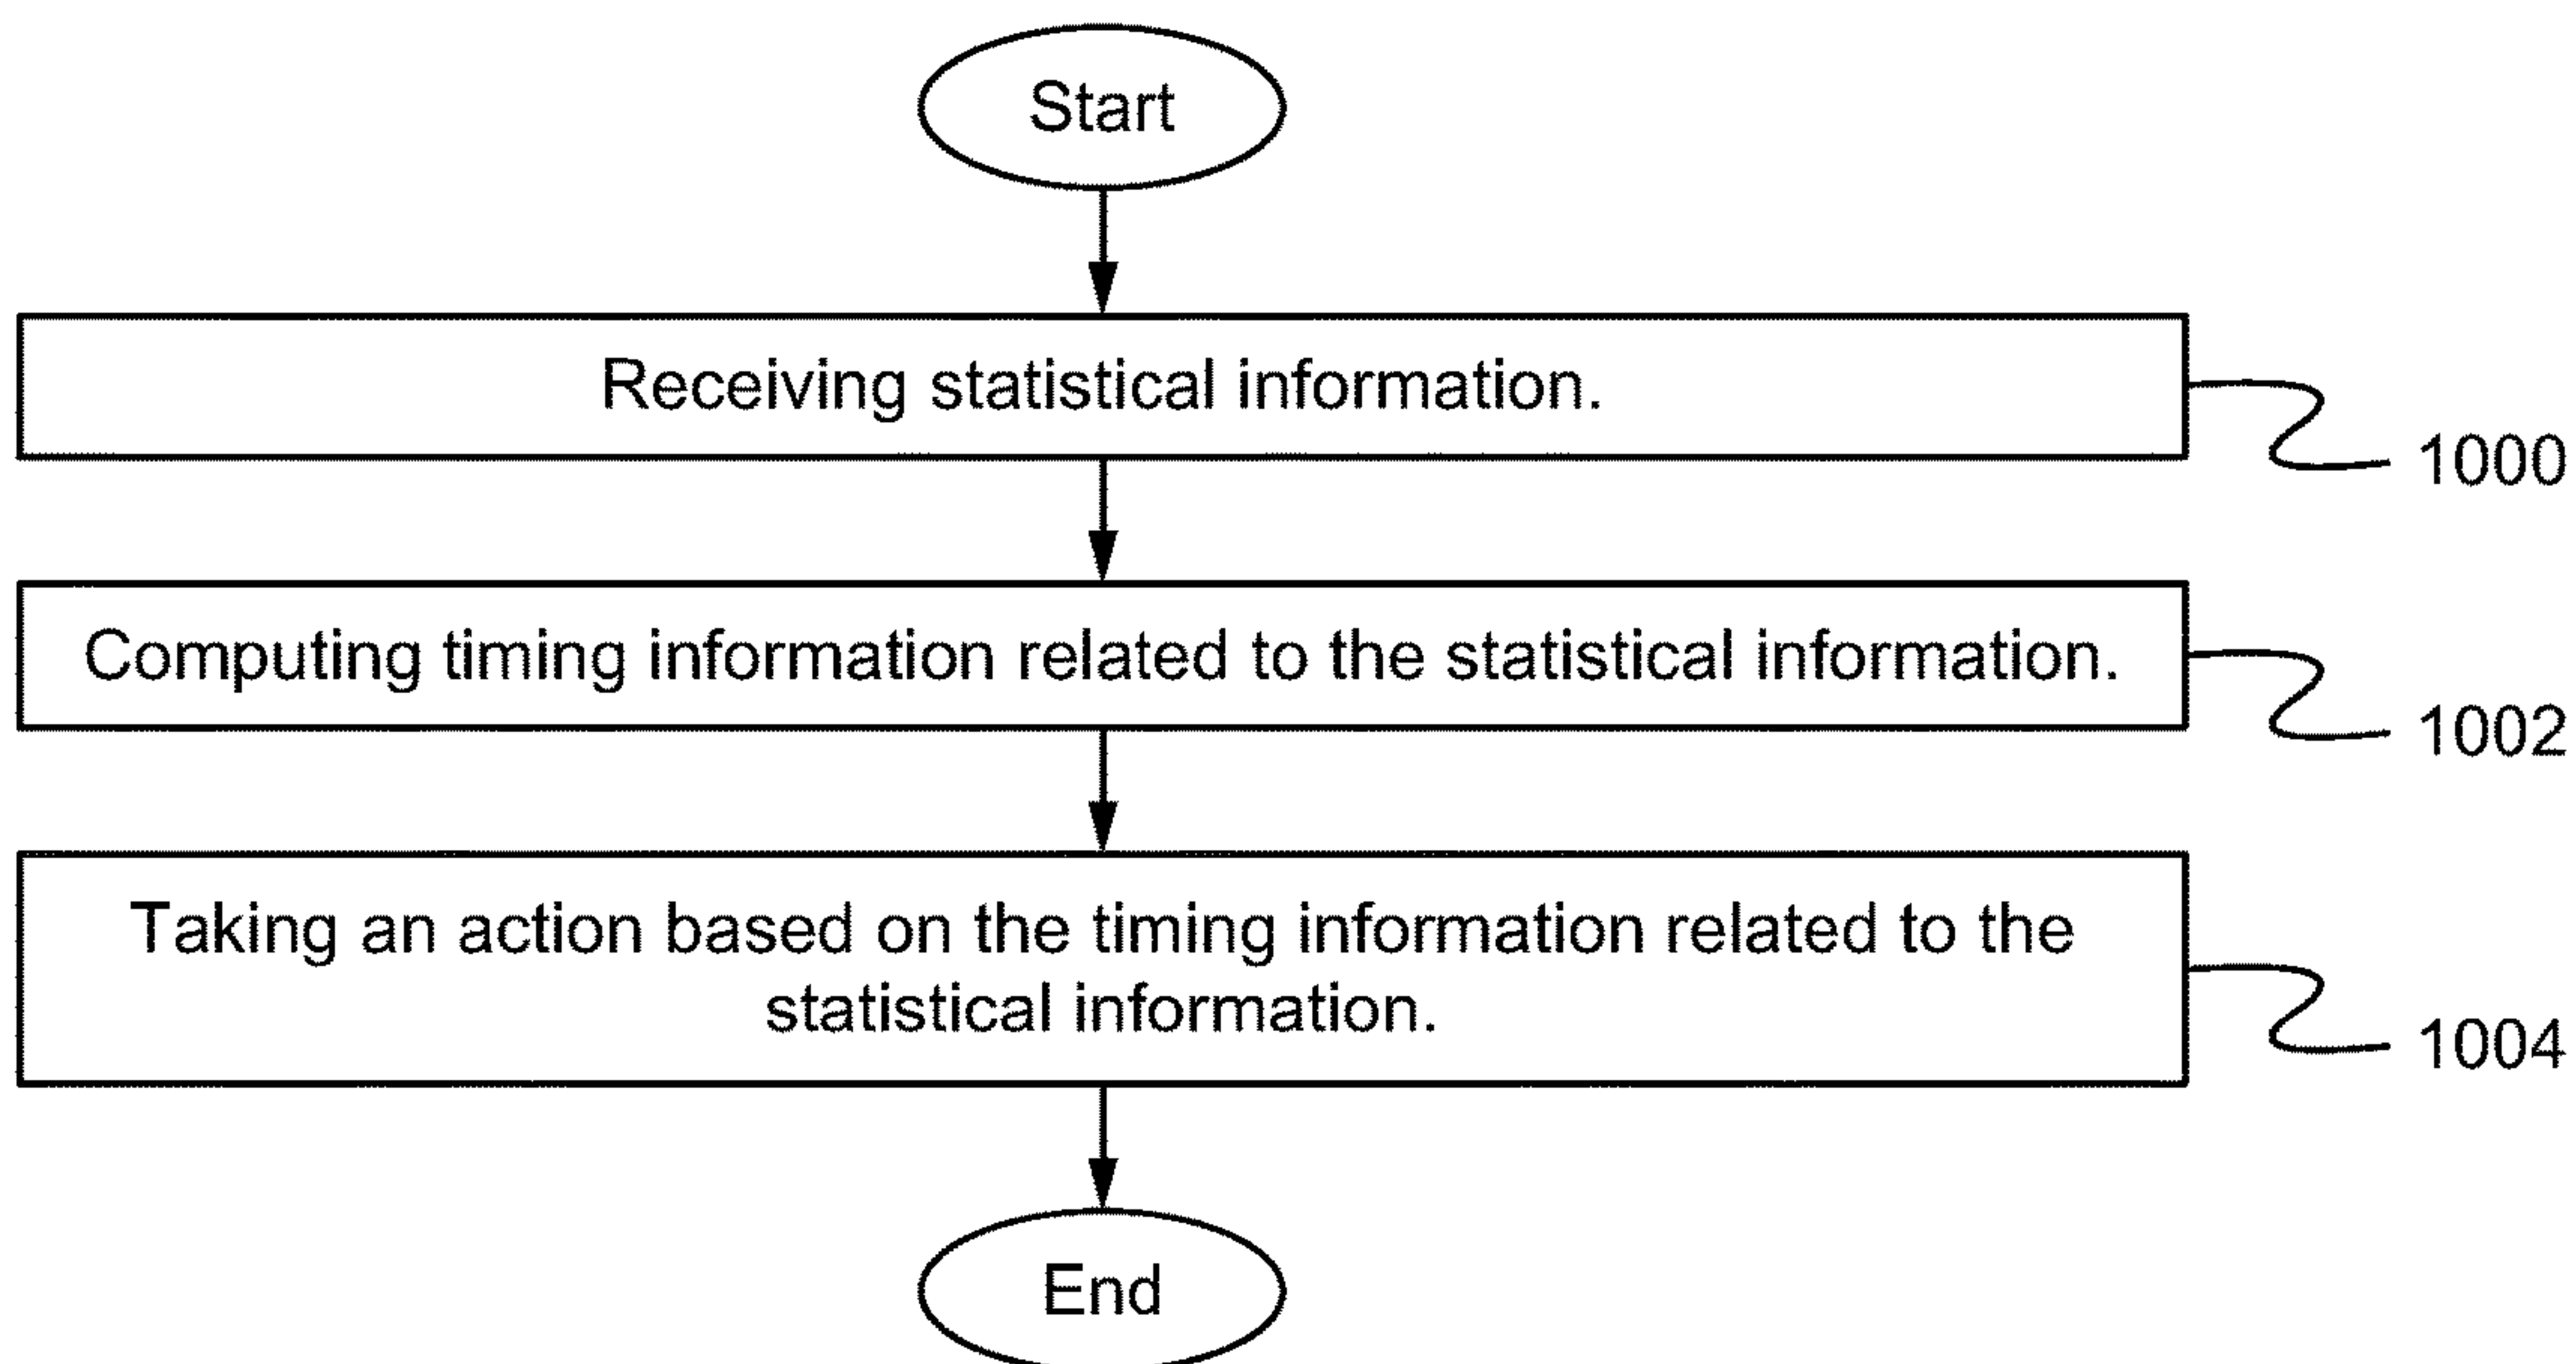 Start
Receiving statistical information.
1000
Computing timing information related to the statistical information.
1002
Taking an action based on the timing information related to the
statistical information.
1004
End